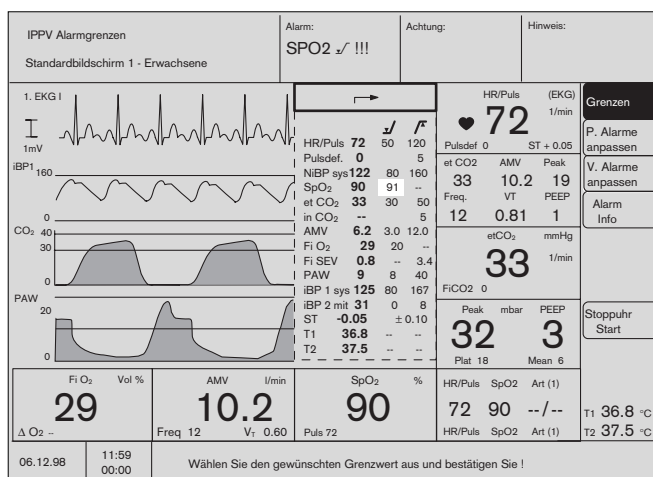 IPPV Alarmgrenzen
Standardbildschirm 1 - Erwachsene
Alarm:
SPO2 !!!
Achtung:
Hinweis:
1. EKG I
1mV
iBP1
160
0
CO2 40
30
0
PAW
20
0
HR/Puls 72 50 120
Pulsdef. 0 5
NiBP sys 122 80 160
SpO2 90 91 --
et CO2 33 30 50
in CO2 -- 5
AMV 6.2 3.0 12.0
Fi O2 29 20 --
Fi SEV 0.8 -- 3.4
PAW 9 8 40
iBP 1 sys 125 80 167
iBP 2 mit 31 0 8
ST -0.05 ± 0.10
T1 36.8 -- --
T2 37.5 -- --
HR/Puls (EKG)
72 1/min
Pulsdef 0 ST + 0.05
et CO2 AMV Peak
33 10.2 19
Freq. VT PEEP
12 0.81 1
etCO2 mmHg
33 1/min
FiCO2 0
Peak mbar PEEP
32 3
Plat 18 Mean 6
Grenzen
P. Alarme
anpassen
V. Alarme
anpassen
Alarm
Info
Stoppuhr
Start
Fi O2 Vol %
29
Δ O2 --
AMV l/min
10.2
Freq 12 VT 0.60
SpO2 %
90
Puls 72
HR/Puls SpO2 Art (1)
72 90 --/--
HR/Puls SpO2 Art (1)
T1 36.8 °C
T2 37.5 °C
06.12.98
11:59
00:00
Wählen Sie den gewünschten Grenzwert aus und bestätigen Sie !